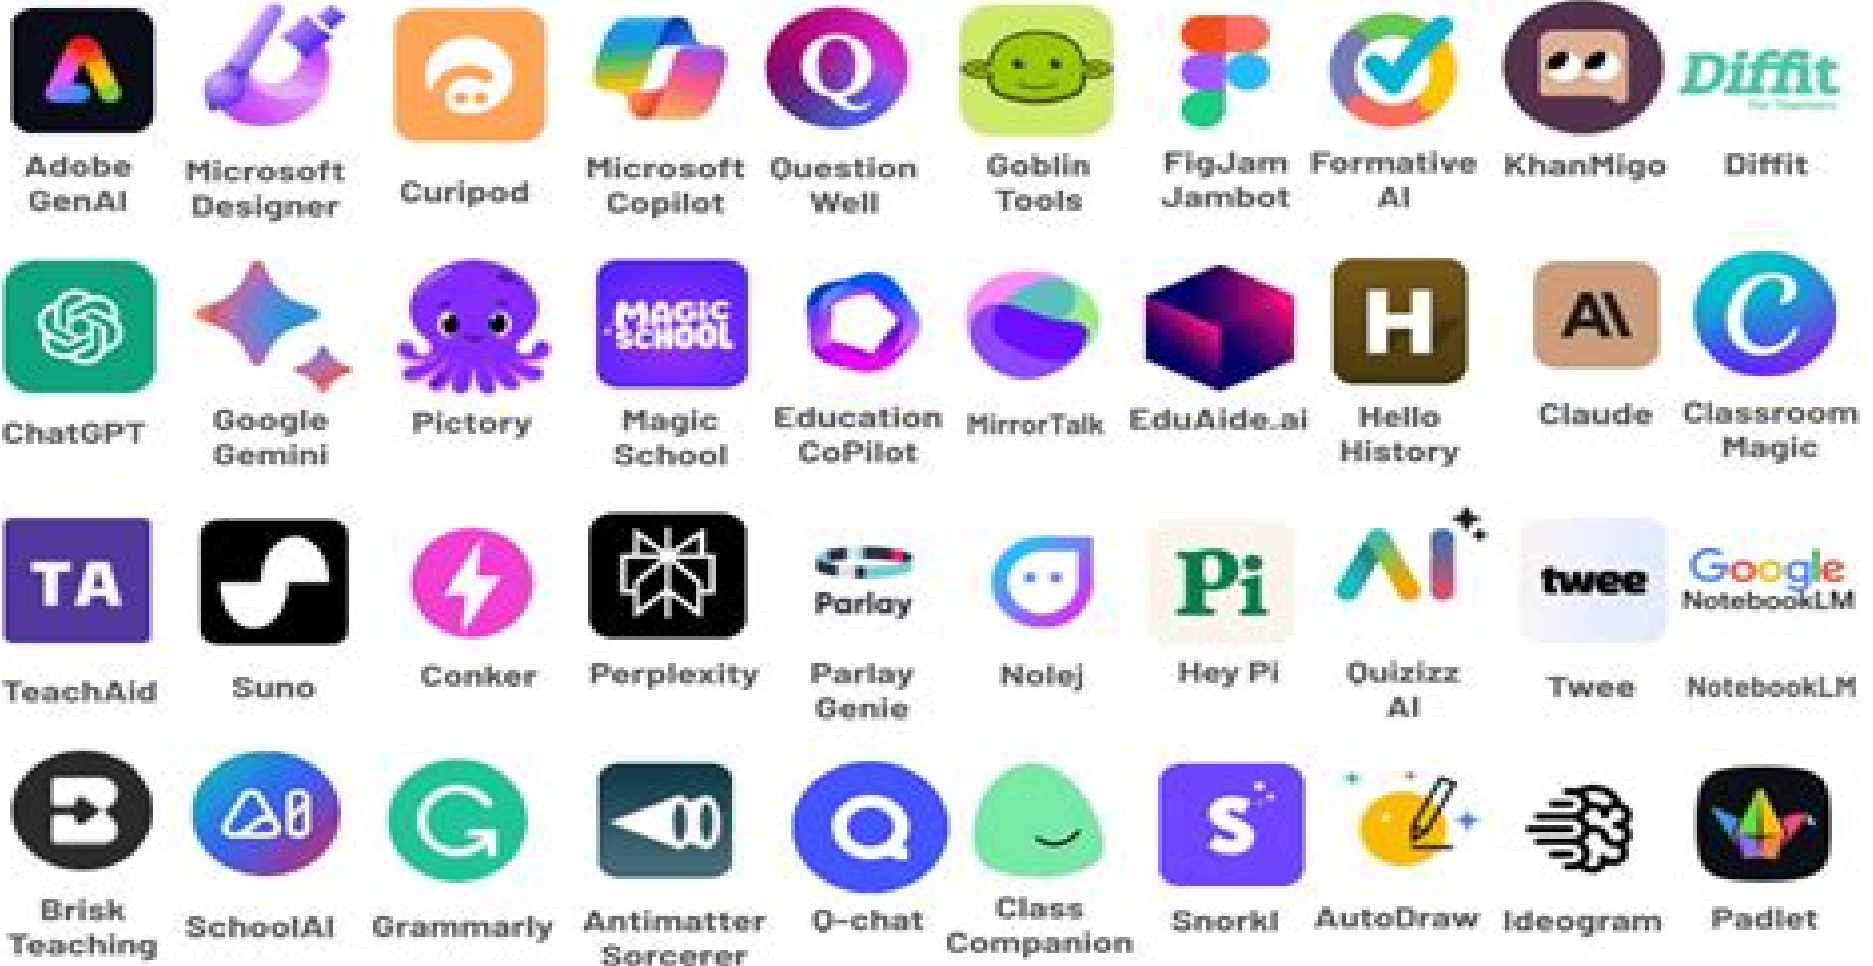 Adobe
GenAI
Microsoft
Designer
Curipod
Microsoft
Copilot
Q
Question
Well
Goblin
Tools
FigJam
Jambot
Formative
AI
KhanMigo
Diffit
for Teachers
Diffit
ChatGPT
Google
Gemini
Pictory
MAGIC
SCHOOL
Magic
School
Education
CoPilot
MirrorTalk
EduAide.ai
H
Hello
History
A\
Claude
C
Classroom
Magic
TA
TeachAid
Suno
Conker
Perplexity
Parlay
Parlay
Genie
Nolej
Pi
Hey Pi
AI
Quizizz
AI
twee
Twee
Google
NotebookLM
NotebookLM
B
Brisk
Teaching
AI
SchoolAI
G
Grammarly
Antimatter
Sorcerer
Q
Q-chat
Class
Companion
S
Snorkl
AutoDraw
Ideogram
Padlet